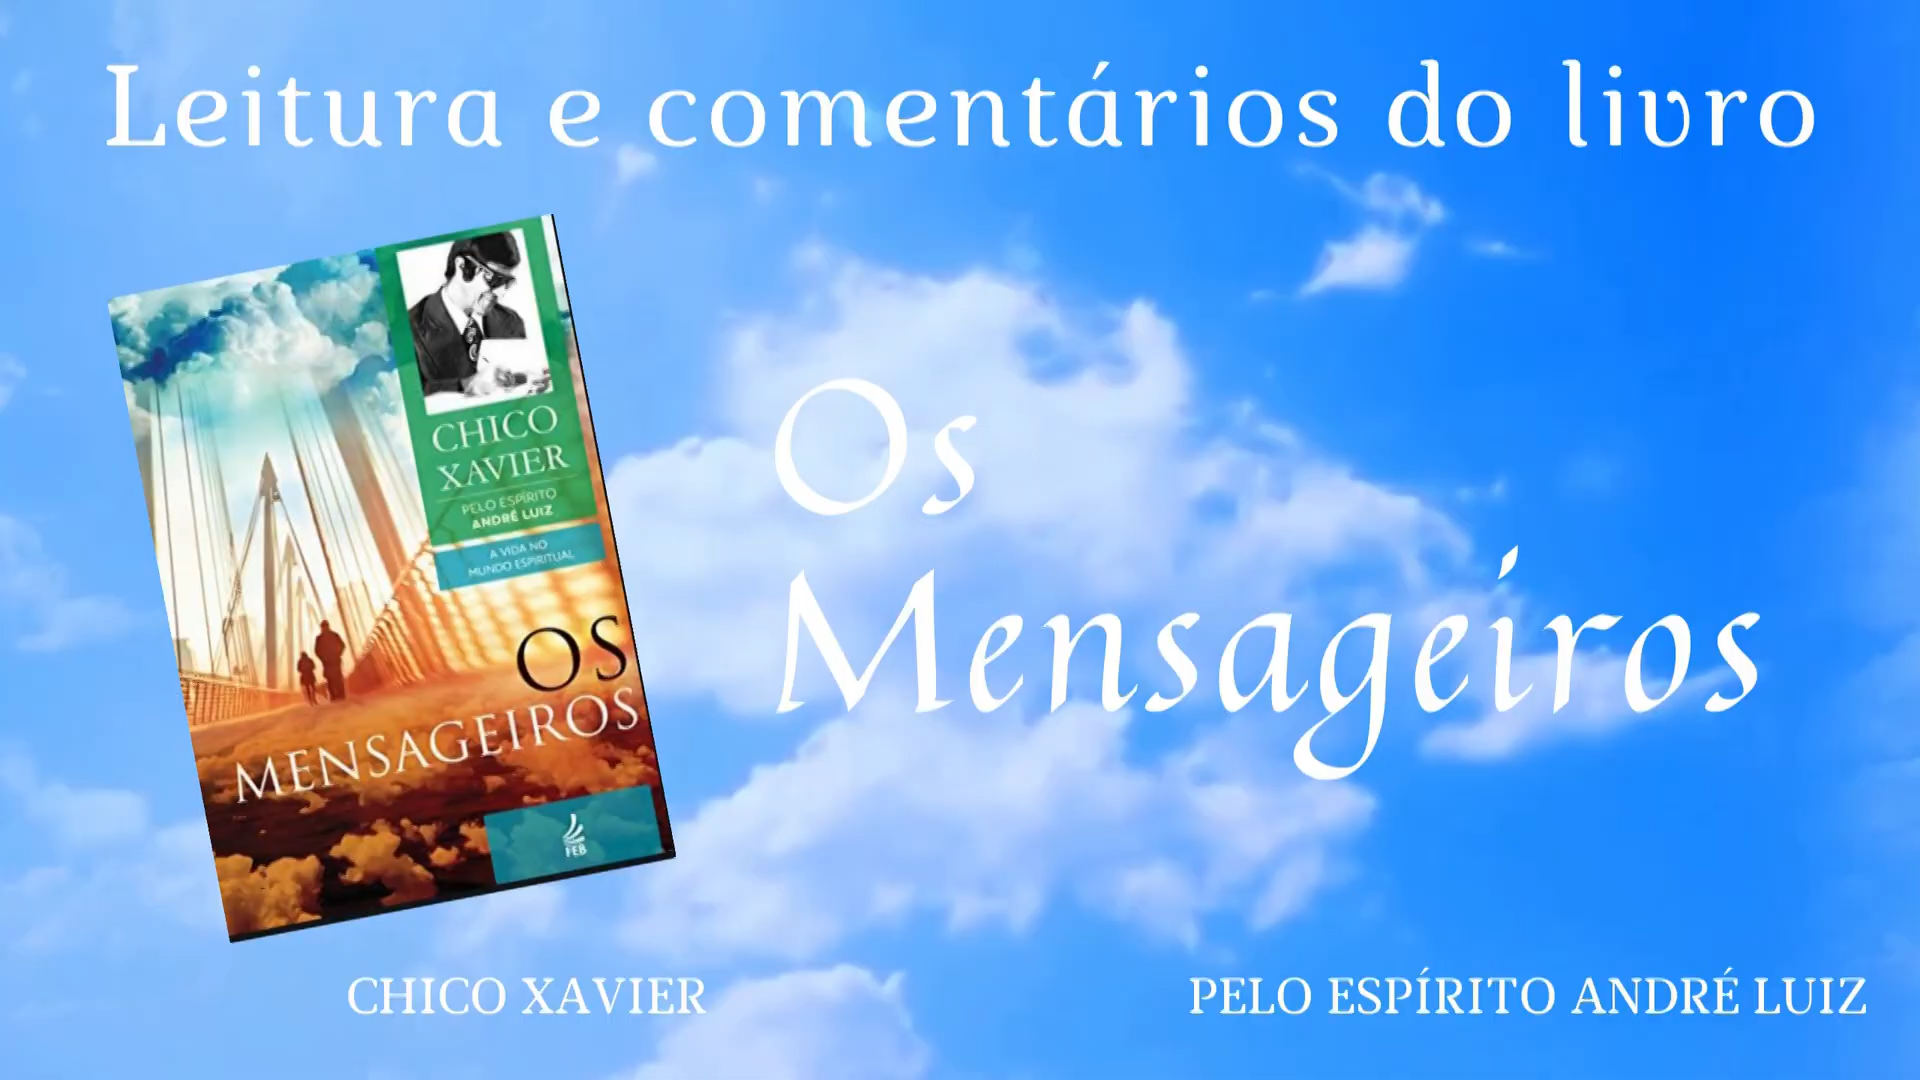 Leitura e comentários do livro
CHICO
XAVIER
PELO ESPÍRITO
ANDRÉ LUIZ
A VIDA NO
MUNDO ESPIRITUAL
OS
MENSAGEIROS
FEB
Os
Mensageiros
CHICO XAVIER
PELO ESPÍRITO ANDRÉ LUIZ